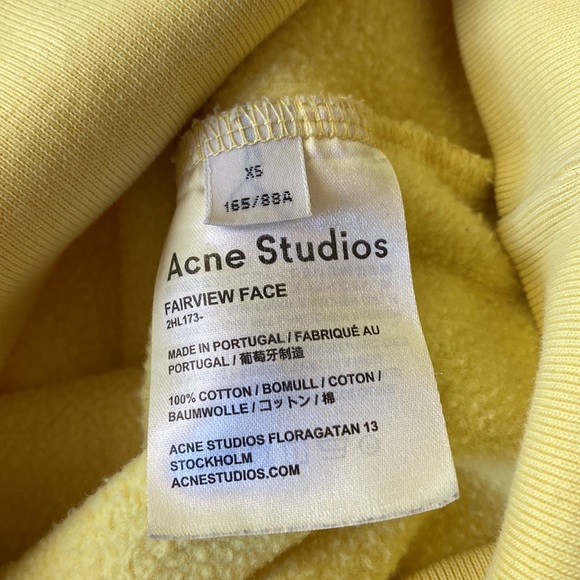 XS
165/88A
Acne Studios
FAIRVIEW FACE
2HL173-
MADE IN PORTUGAL / FABRIQUÉ AU
PORTUGAL / 葡萄牙制造
100% COTTON / BOMULL / COTON /
BAUMWOLLE / コットン / 棉
ACNE STUDIOS FLORAGATAN 13
STOCKHOLM
ACNESTUDIOS.COM